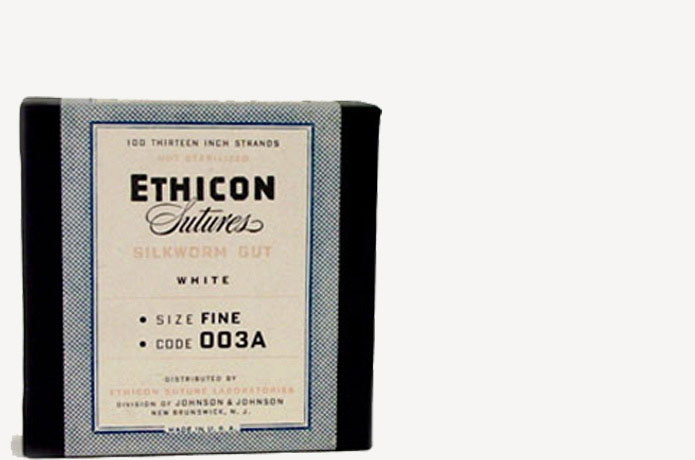 100 THIRTEEN INCH STRANDS
NOT STERILIZED
ETHICON
Sutures
SILKWORM GUT
WHITE
• SIZE FINE
• CODE 003A
DISTRIBUTED BY
ETHICON SUTURE LABORATORIES
DIVISION OF JOHNSON & JOHNSON
NEW BRUNSWICK, N. J.
MADE IN U. S. A.